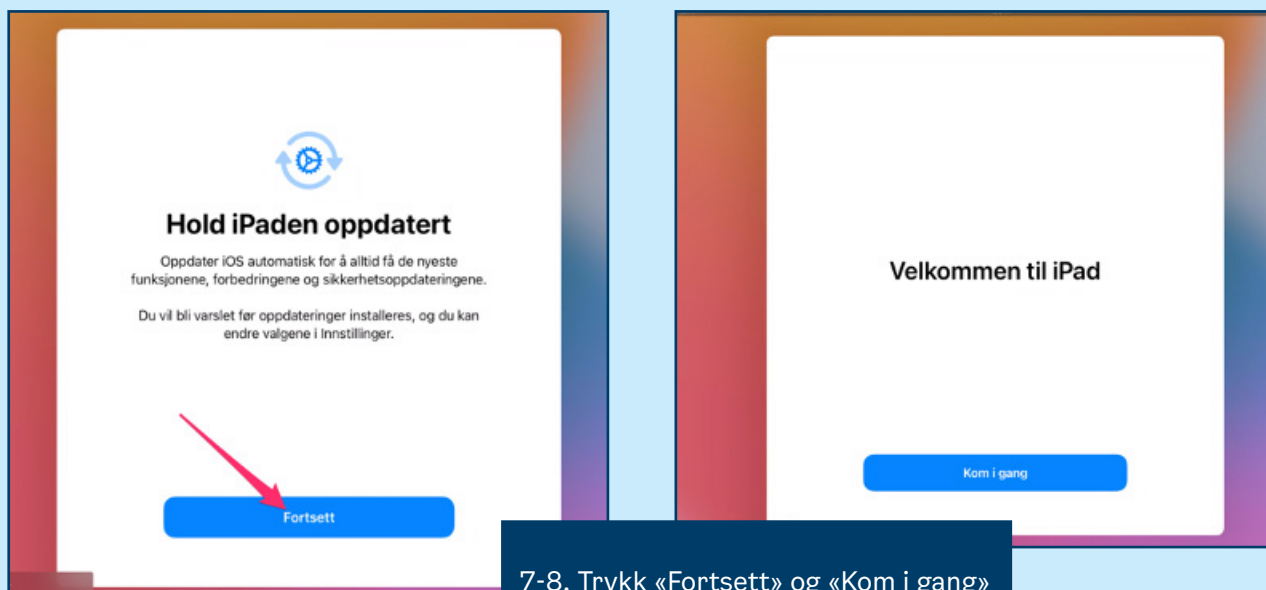 Hold iPaden oppdatert
Oppdater iOS automatisk for å alltid få de nyeste
funksjonene, forbedringene og sikkerhetsoppdateringene.
Du vil bli varslet før oppdateringer installeres, og du kan
endre valgene i Innstillinger.
Fortsett
Velkommen til iPad
Kom i gang
7-8. Trykk «Fortsett» og «Kom i gang»